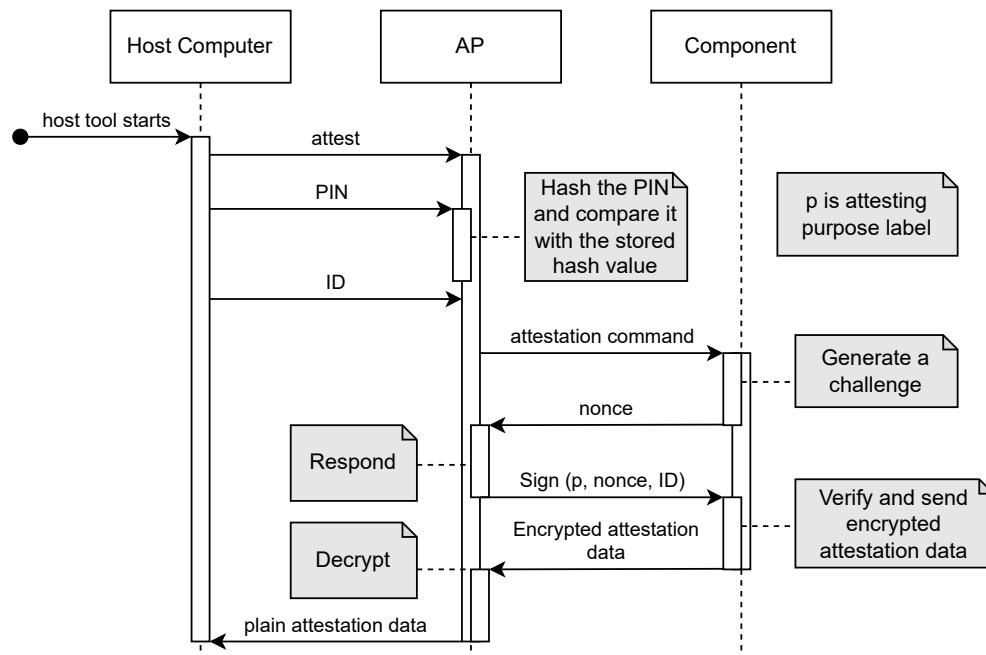 Host Computer
AP
Component
host tool starts
attest
PIN
Hash the PIN
and compare it
with the stored
hash value
p is attesting
purpose label
ID
attestation command
Generate a
challenge
nonce
Respond
Sign (p, nonce, ID)
Verify and send
encrypted
attestation data
Encrypted attestation
data
Decrypt
plain attestation data